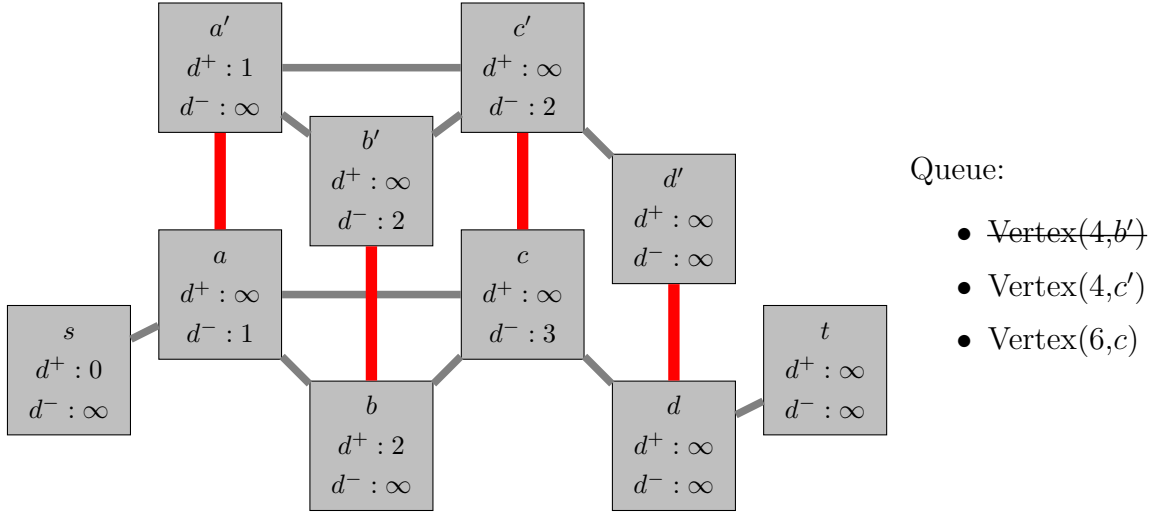 a′
d⁺ : 1
d⁻ : ∞
c′
d⁺ : ∞
d⁻ : 2
b′
d⁺ : ∞
d⁻ : 2
d′
d⁺ : ∞
d⁻ : ∞
a
d⁺ : ∞
d⁻ : 1
c
d⁺ : ∞
d⁻ : 3
s
d⁺ : 0
d⁻ : ∞
b
d⁺ : 2
d⁻ : ∞
d
d⁺ : ∞
d⁻ : ∞
t
d⁺ : ∞
d⁻ : ∞
Queue:
• Vertex(4,b′)
• Vertex(4,c′)
• Vertex(6,c)